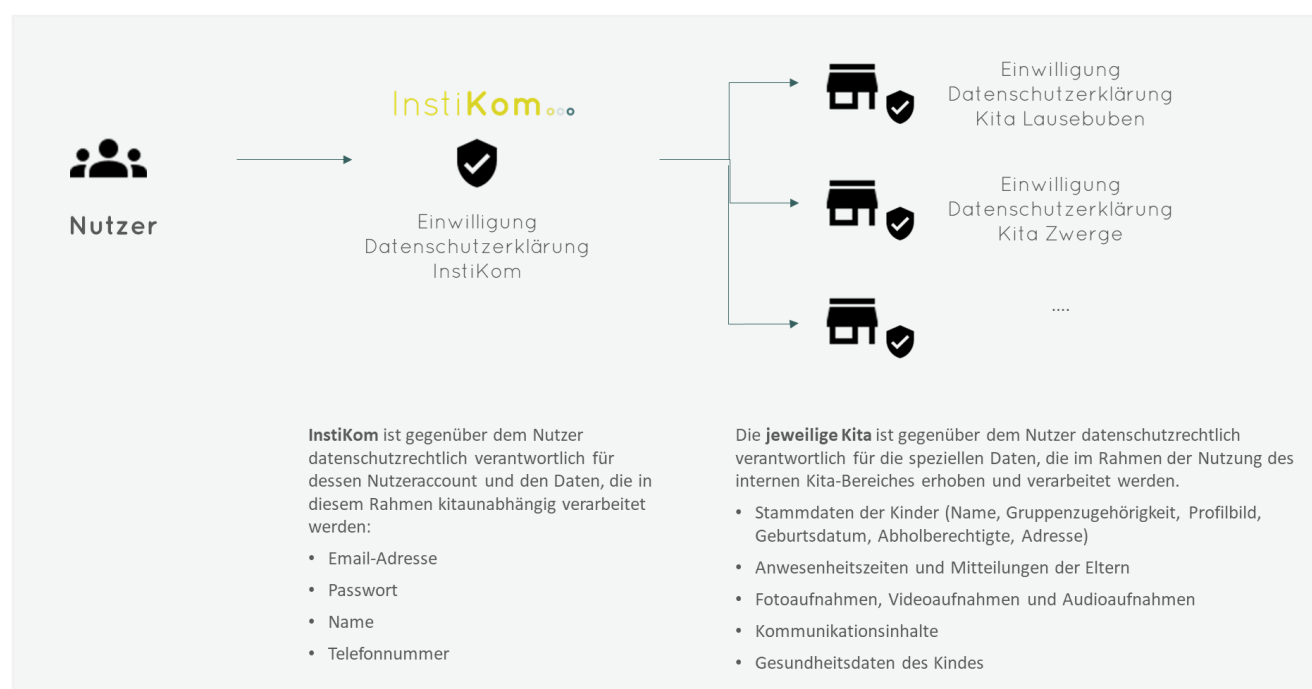 InstiKom...
Nutzer
Einwilligung
Datenschutzerklärung
InstiKom
Einwilligung
Datenschutzerklärung
Kita Lausebuben
Einwilligung
Datenschutzerklärung
Kita Zwerge
....
InstiKom ist gegenüber dem Nutzer
datenschutzrechtlich verantwortlich für
dessen Nutzeraccount und den Daten, die in
diesem Rahmen kitaunabhängig verarbeitet
werden:
• Email-Adresse
• Passwort
• Name
• Telefonnummer
Die jeweilige Kita ist gegenüber dem Nutzer datenschutzrechtlich
verantwortlich für die speziellen Daten, die im Rahmen der Nutzung des
internen Kita-Bereiches erhoben und verarbeitet werden.
• Stammdaten der Kinder (Name, Gruppenzugehörigkeit, Profilbild,
Geburtsdatum, Abholberechtigte, Adresse)
• Anwesenheitszeiten und Mitteilungen der Eltern
• Fotoaufnahmen, Videoaufnahmen und Audioaufnahmen
• Kommunikationsinhalte
• Gesundheitsdaten des Kindes